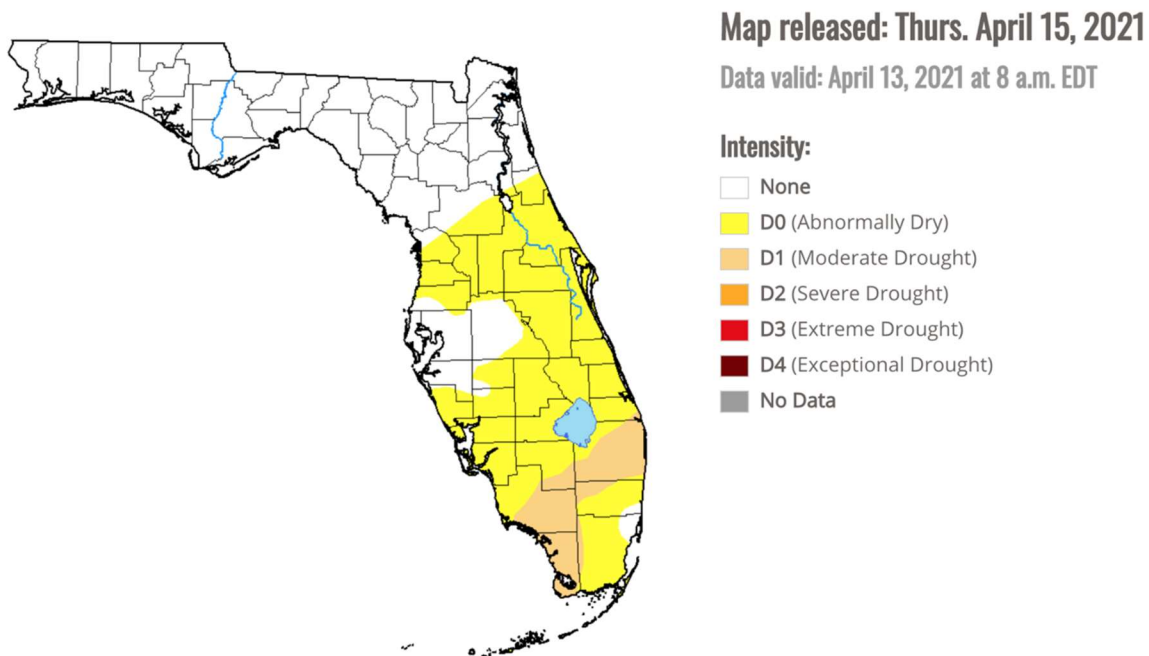 Map released: Thurs. April 15, 2021
Data valid: April 13, 2021 at 8 a.m. EDT
Intensity:
None
D0 (Abnormally Dry)
D1 (Moderate Drought)
D2 (Severe Drought)
D3 (Extreme Drought)
D4 (Exceptional Drought)
No Data